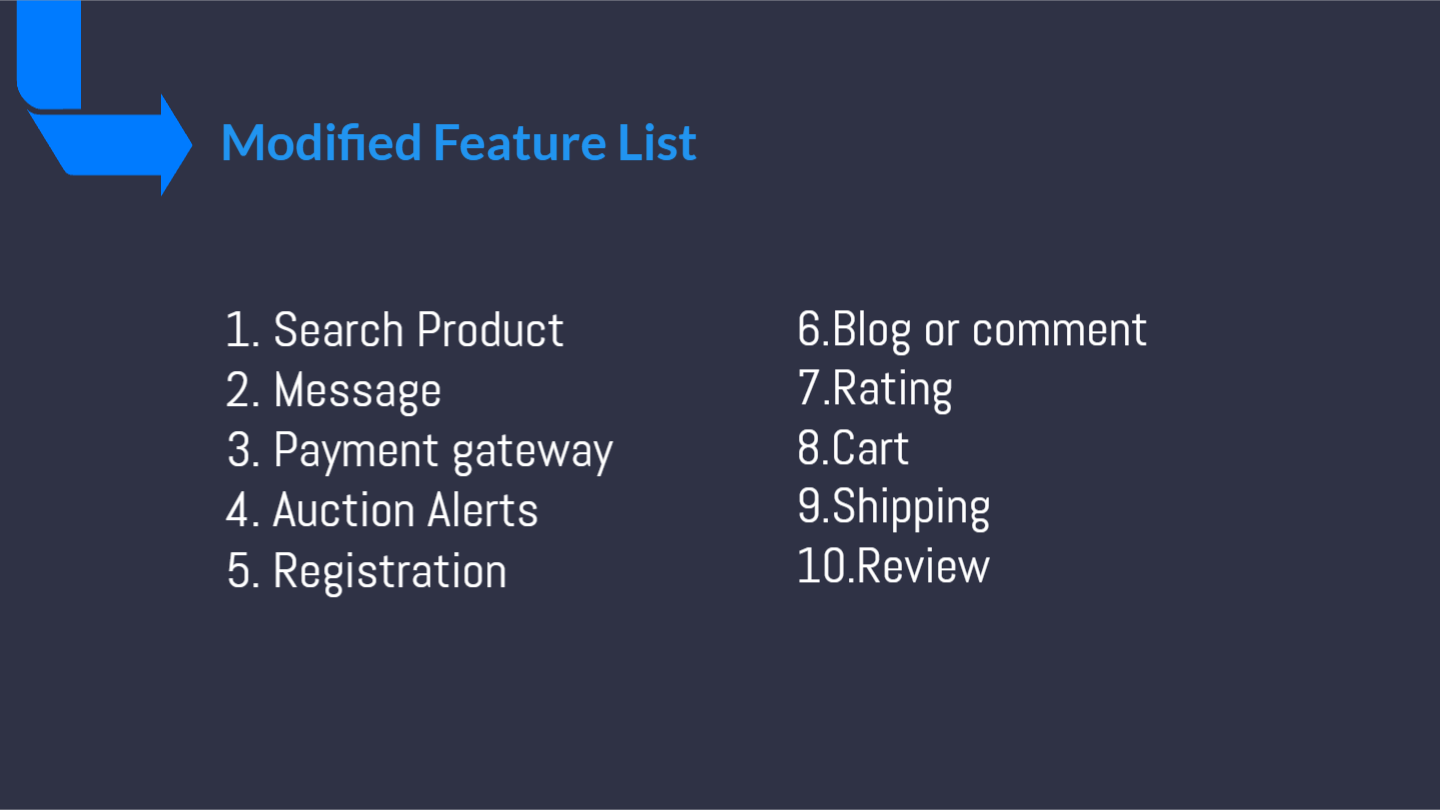 Modified Feature List
1. Search Product
2. Message
3. Payment gateway
4. Auction Alerts
5. Registration
6.Blog or comment
7.Rating
8.Cart
9.Shipping
10.Review